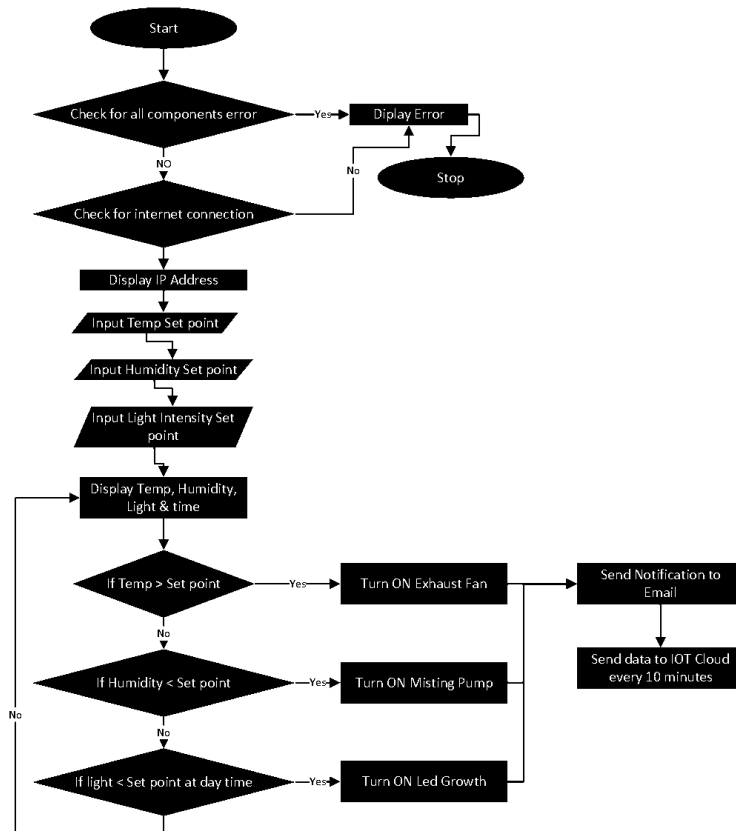 Start
Check for all components error
Yes
Diplay Error
NO
No
Stop
Check for internet connection
Display IP Address
Input Temp Set point
Input Humidity Set point
Input Light Intensity Set
point
Display Temp, Humidity,
Light & time
If Temp > Set point
Yes
Turn ON Exhaust Fan
Send Notification to
Email
No
Send data to IOT Cloud
every 10 minutes
If Humidity < Set point
Yes
Turn ON Misting Pump
No
No
If light < Set point at day time
Yes
Turn ON Led Growth